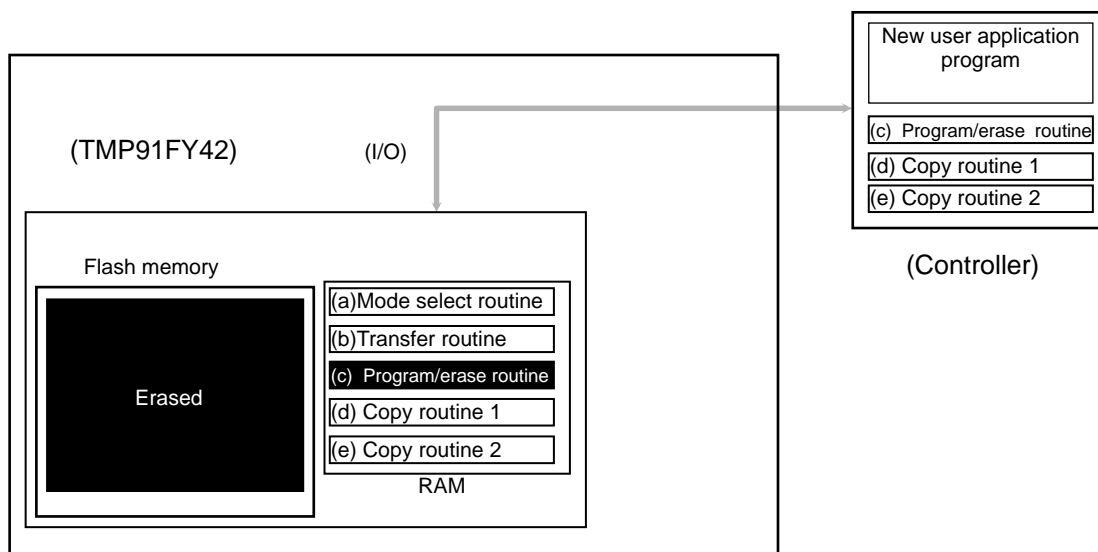 New user application
program
(c) Program/erase routine
(d) Copy routine 1
(e) Copy routine 2
(Controller)
(TMP91FY42)
(I/O)
Flash memory
Erased
(a)Mode select routine
(b)Transfer routine
(c) Program/erase routine
(d) Copy routine 1
(e) Copy routine 2
RAM